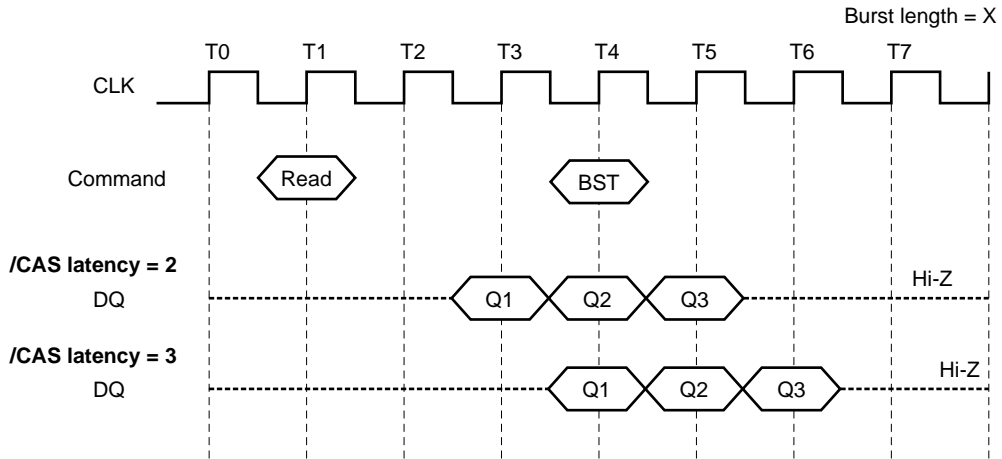 Burst length = X
T0 T1 T2 T3 T4 T5 T6 T7
CLK
Command Read BST
/CAS latency = 2
Hi-Z
DQ Q1 Q2 Q3
/CAS latency = 3
Hi-Z
DQ Q1 Q2 Q3